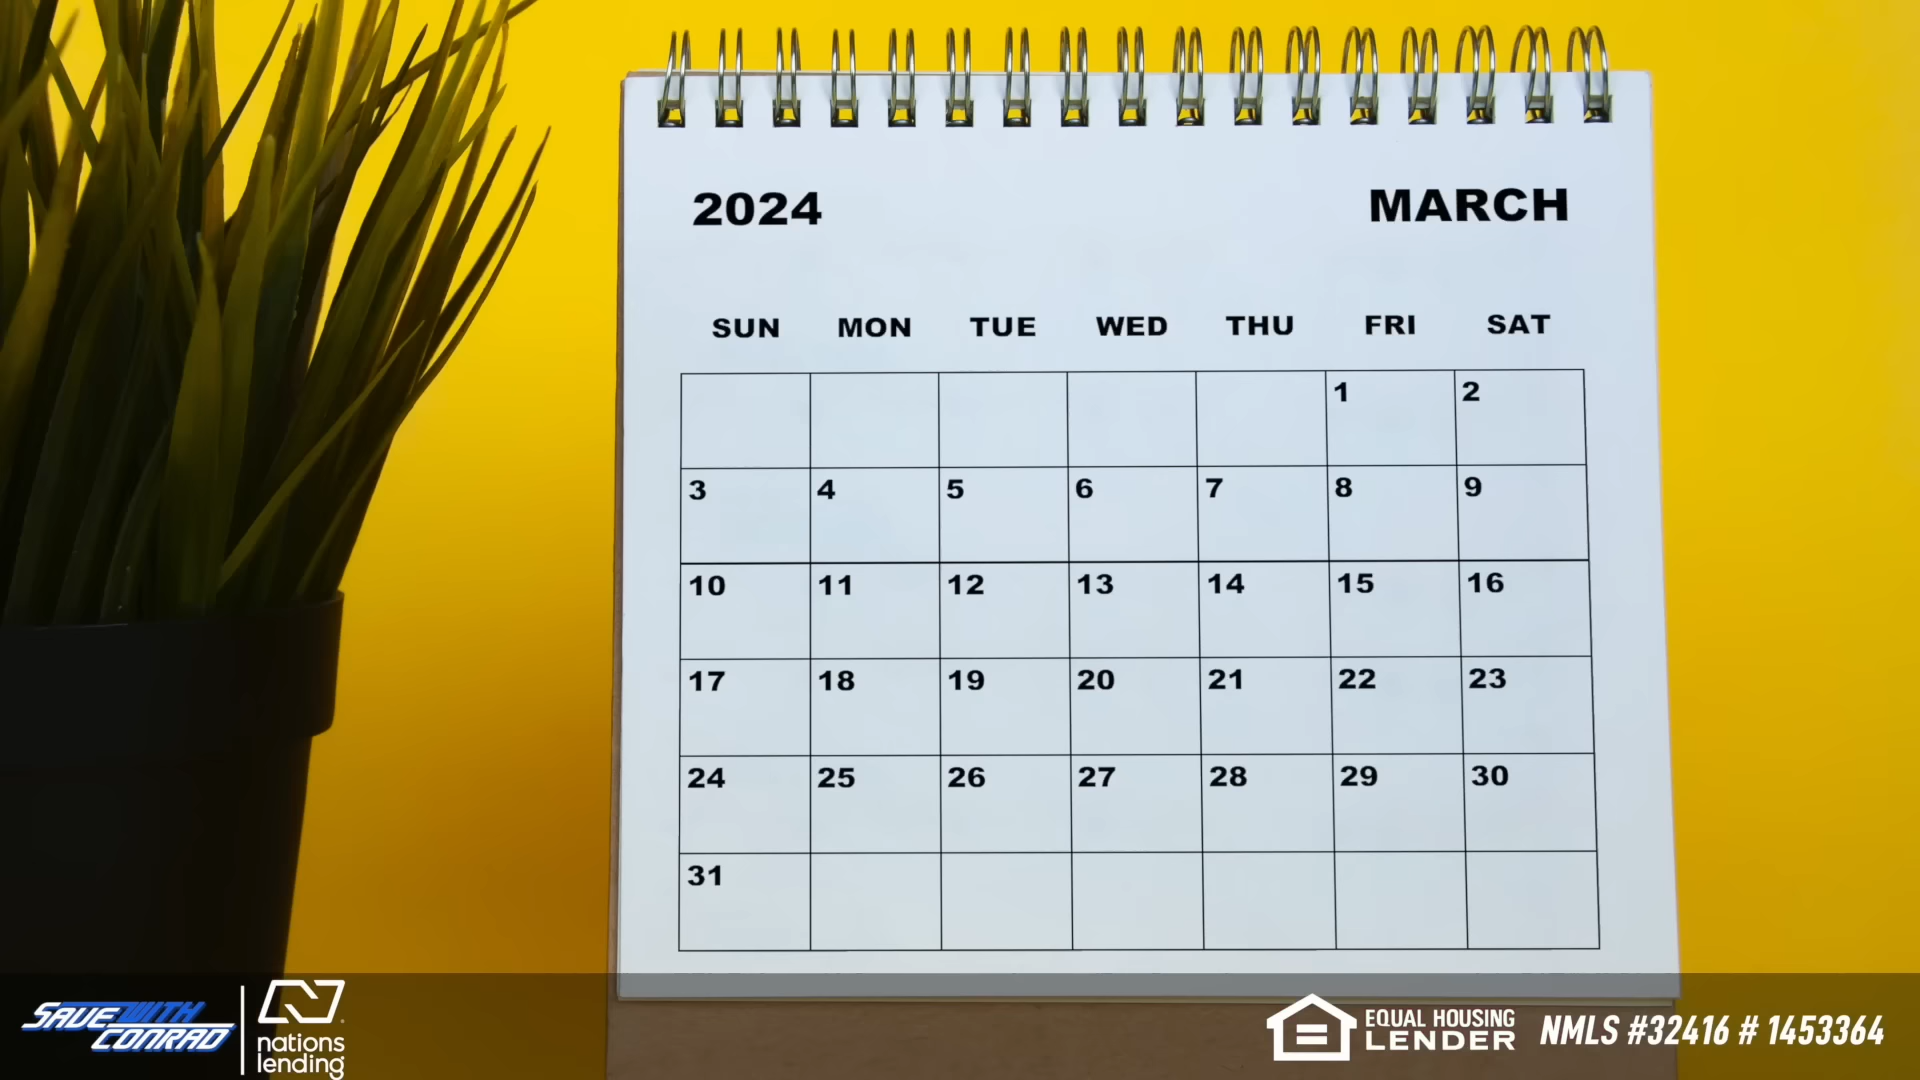 2024 MARCH
SUN MON TUE WED THU FRI SAT
1 2
3 4 5 6 7 8 9
10 11 12 13 14 15 16
17 18 19 20 21 22 23
24 25 26 27 28 29 30
31
SAVE WITH
CONRAD
nations
lending
EQUAL HOUSING
LENDER
NMLS #32416 # 1453364